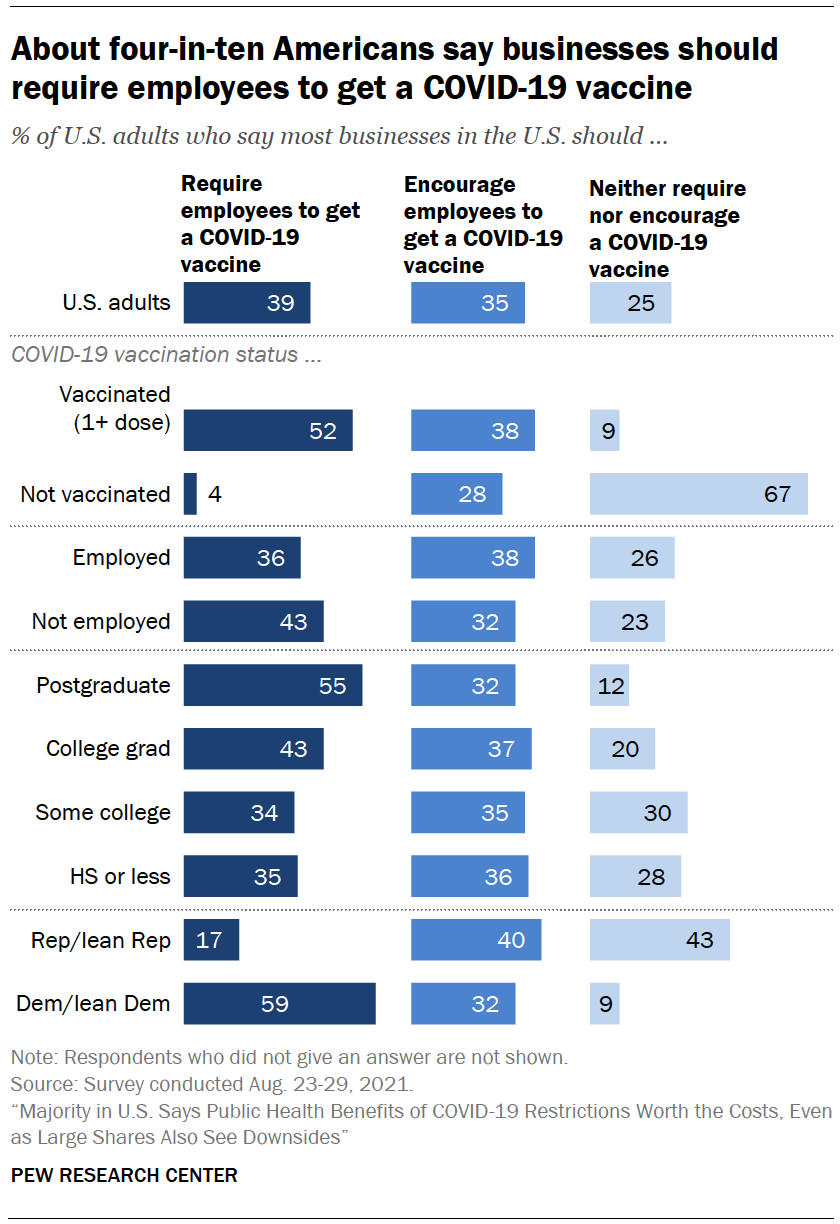 About four-in-ten Americans say businesses should
require employees to get a COVID-19 vaccine
% of U.S. adults who say most businesses in the U.S. should ...
Require
employees to get
a COVID-19
vaccine
Encourage
employees to
get a COVID-19
vaccine
Neither require
nor encourage
a COVID-19
vaccine
U.S. adults 39 35 25
COVID-19 vaccination status ...
Vaccinated
(1+ dose) 52 38 9
Not vaccinated 4 28 67
Employed 36 38 26
Not employed 43 32 23
Postgraduate 55 32 12
College grad 43 37 20
Some college 34 35 30
HS or less 35 36 28
Rep/lean Rep 17 40 43
Dem/lean Dem 59 32 9
Note: Respondents who did not give an answer are not shown.
Source: Survey conducted Aug. 23-29, 2021.
“Majority in U.S. Says Public Health Benefits of COVID-19 Restrictions Worth the Costs, Even
as Large Shares Also See Downsides”
PEW RESEARCH CENTER